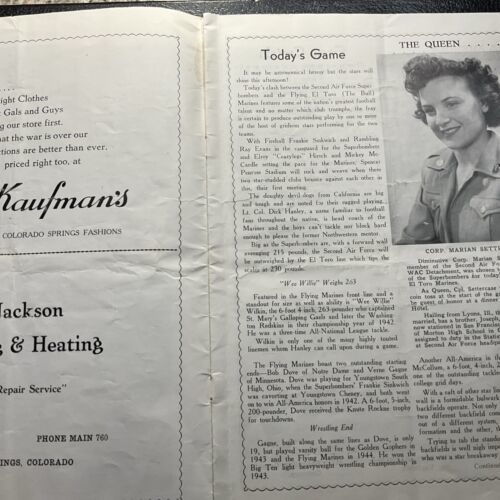 .....
ight Clothes
Gals and Guys
g our store first.
hat the war is over our
ctions are better than ever.
priced right too, at
Kaufman's
COLORADO SPRINGS FASHIONS
Jackson
g & Heating
Repair Service"
PHONE MAIN 760
INGS, COLORADO
Today's Game
It may be astronomical heresy but the stars will
shine this afternoon!
Today's clash between the Second Air Force Super-
bombers and the Flying El Toro (The Bull)
Marines features some of the nation's greatest football
talent and no matter which club triumphs, the fray
is certain to produce outstanding play by one or more
of the host of gridiron stars performing for the two
teams.
With Fireball Frankie Sinkwich and Rambling
Ray Evans in the vanguard for the Superbombers
and Elroy "Crazylegs" Hirsch and Mickey Mc-
Cardle setting the pace for the Marines, Spencer
Penrose Stadium will rock and weave when these
two star-studded clubs bounce against each other in
this, their first meeting.
The doughty devil-dogs from California are big
and tough and are noted for their rugged playing.
Lt. Col. Dick Hanley, a name familiar to football
fans throughout the nation, is head coach of the
Marines and the boys can't tackle nor block hard
enough to please the former Northwestern mentor.
Big as the Superbombers are, with a forward wall
averaging 215 pounds, the Second Air Force will
be outweighed by the El Toro line which tips the
scales at 230 pounds.
"Wee Willie" Weighs 263
Featured in the Flying Marines front line and a
standout for size as well as ability is "Wee Willie"
Wilkin, the 6-foot 4-inch, 263-pounder who captained
St. Mary's Galloping Gaels and later the Washing-
ton Redskins in their championship year of 1942.
He was a three-time All-National League tackle.
Wilkin is only one of the many highly touted
linemen whom Hanley can call upon during a game.
The Flying Marines boast two outstanding starting
ends—Bob Dove of Notre Dame and Verne Gagne
of Minnesota. Dove was playing for Youngstown South
High, Ohio, when the Superbombers' Frankie Sinkwich
was cavorting at Youngstown Cheney, and both went
on to win All-America honors in 1942. A 6-foot, 3-inch,
200-pounder, Dove received the Knute Rockne trophy
for touchdowns.
Wrestling End
Gagne, built along the same lines as Dove, is only
19, but played varsity ball for the Golden Gophers in
1943 and the Flying Marines in 1944. He won the
Big Ten light heavyweight wrestling championship in
1943.
THE QUEEN . . . .
CORP. MARIAN SETTE
Diminutive Corp. Marian S
member of the Second Air Fo
WAC Detachment, was chosen
of the Superbombers for today'
El Toro Marines.
As Queen, Cpl. Settercase
coin toss at the start of the g
be guest of honor at a dinner
Hotel.
Hailing from Lyons, Ill., th
married, has a brother, Joseph,
now stationed in San Francisc
of Morton High School in
assigned to duty in the Statist
at Second Air Force headquar
Another All-America is th
McCollum, a 6-foot, 4-inch, 2
one of the outstanding tackle
college grid days.
With a raft of other star lin
wall is a formidable bulwark
backfields operate. Not only
two different backfield comb
out of a different system,
formation and the other, th
Trying to tab the standout
backfields is well nigh impo
who was a star breakaway
Continued